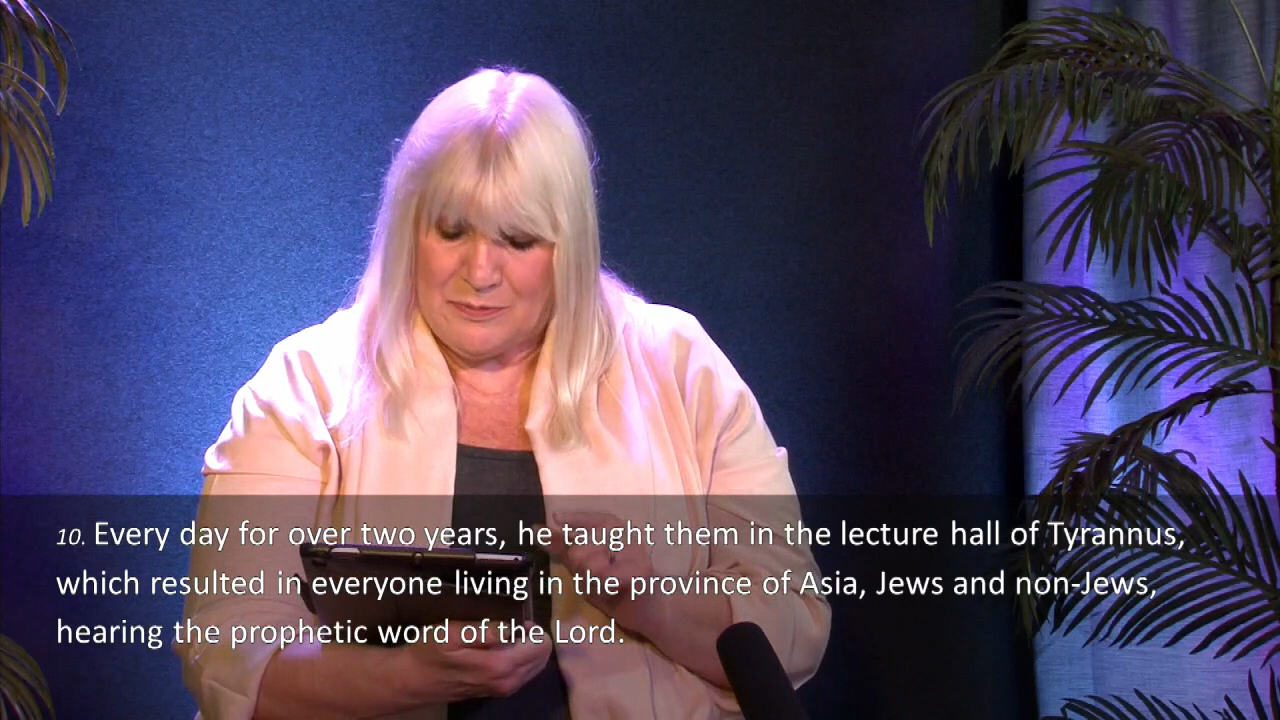 10. Every day for over two years, he taught them in the lecture hall of Tyrannus,
which resulted in everyone living in the province of Asia, Jews and non-Jews,
hearing the prophetic word of the Lord.